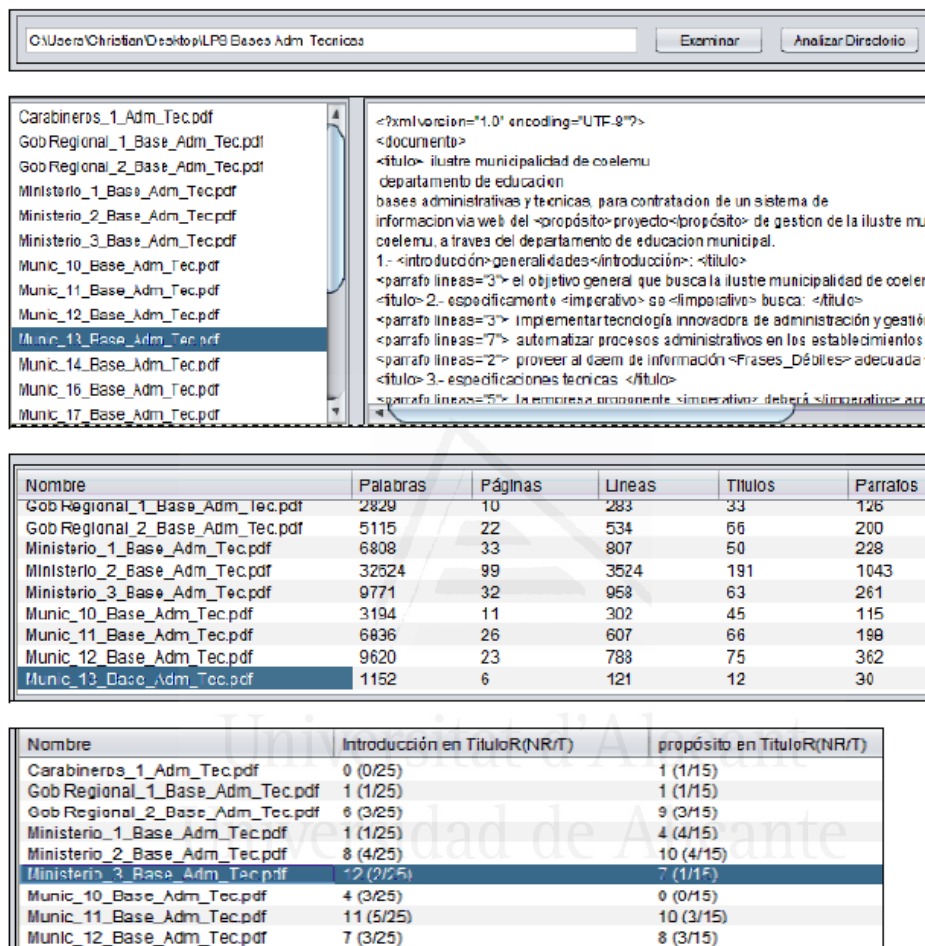 C:\Users\Christian\Desktop\LPS Bases Adm Tecnicas Examinar Analizar Directorio
Carabineros_1_Adm_Tec.pdf
Gob Regional_1_Base_Adm_Tec.pdf
Gob Regional_2_Base_Adm_Tec.pdf
Ministerio_1_Base_Adm_Tec.pdf
Ministerio_2_Base_Adm_Tec.pdf
Ministerio_3_Base_Adm_Tec.pdf
Munic_10_Base_Adm_Tec.pdf
Munic_11_Base_Adm_Tec.pdf
Munic_12_Base_Adm_Tec.pdf
Munic_13_Base_Adm_Tec.pdf
Munic_14_Base_Adm_Tec.pdf
Munic_16_Base_Adm_Tec.pdf
Munic_17_Base_Adm_Tec.pdf
<?xml version="1.0" encoding="UTF-8"?>
<documento>
<titulo> ilustre municipalidad de coelemu
departamento de educacion
bases administrativas y tecnicas, para contratacion de un sistema de
informacion via web del <propósito>proyecto</propósito> de gestion de la ilustre mu
coelemu, a traves del departamento de educacion municipal.
1.- <introducción>generalidades</introducción>: </titulo>
<parrafo lineas="3"> el objetivo general que busca la ilustre municipalidad de coelem
<titulo> 2.- especificamente <imperativo> se </imperativo> busca: </titulo>
<parrafo lineas="3"> implementar tecnología innovadora de administración y gestión
<parrafo lineas="7"> automatizar procesos administrativos en los establecimientos
<parrafo lineas="2"> proveer al daem de información <Frases_Débiles> adecuada
<titulo> 3.- especificaciones tecnicas </titulo>
<parrafo lineas="5"> la empresa proponente <imperativo> deberá </imperativo>
Nombre Palabras Páginas Lineas Titulos Parrafos
Gob Regional_1_Base_Adm_Tec.pdf 2829 10 283 33 126
Gob Regional_2_Base_Adm_Tec.pdf 5115 22 534 66 200
Ministerio_1_Base_Adm_Tec.pdf 6808 33 807 50 228
Ministerio_2_Base_Adm_Tec.pdf 32624 99 3524 191 1043
Ministerio_3_Base_Adm_Tec.pdf 9771 32 958 63 261
Munic_10_Base_Adm_Tec.pdf 3194 11 302 45 115
Munic_11_Base_Adm_Tec.pdf 6836 26 607 66 198
Munic_12_Base_Adm_Tec.pdf 9620 23 788 75 362
Munic_13_Base_Adm_Tec.pdf 1152 6 121 12 30
Universitat d'Alacant
Universidad de Alicante
Nombre Introducción en TituloR(NR/T) propósito en TituloR(NR/T)
Carabineros_1_Adm_Tec.pdf 0 (0/25) 1 (1/15)
Gob Regional_1_Base_Adm_Tec.pdf 1 (1/25) 1 (1/15)
Gob Regional_2_Base_Adm_Tec.pdf 6 (3/25) 9 (3/15)
Ministerio_1_Base_Adm_Tec.pdf 1 (1/25) 4 (4/15)
Ministerio_2_Base_Adm_Tec.pdf 8 (4/25) 10 (4/15)
Ministerio_3_Base_Adm_Tec.pdf 12 (2/25) 7 (1/15)
Munic_10_Base_Adm_Tec.pdf 4 (3/25) 0 (0/15)
Munic_11_Base_Adm_Tec.pdf 11 (5/25) 10 (3/15)
Munic_12_Base_Adm_Tec.pdf 7 (3/25) 8 (3/15)